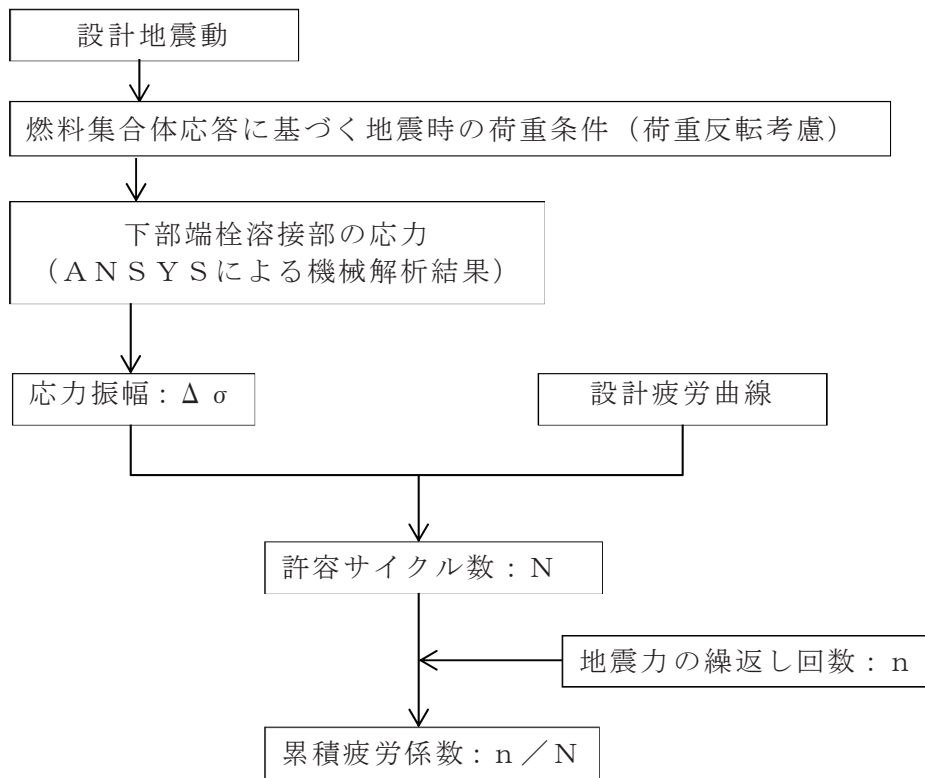 設計地震動
燃料集合体応答に基づく地震時の荷重条件（荷重反転考慮）
下部端栓溶接部の応力
（ＡＮＳＹＳによる機械解析結果）
応力振幅：Δσ
設計疲労曲線
許容サイクル数：Ｎ
地震力の繰返し回数：ｎ
累積疲労係数：ｎ／Ｎ